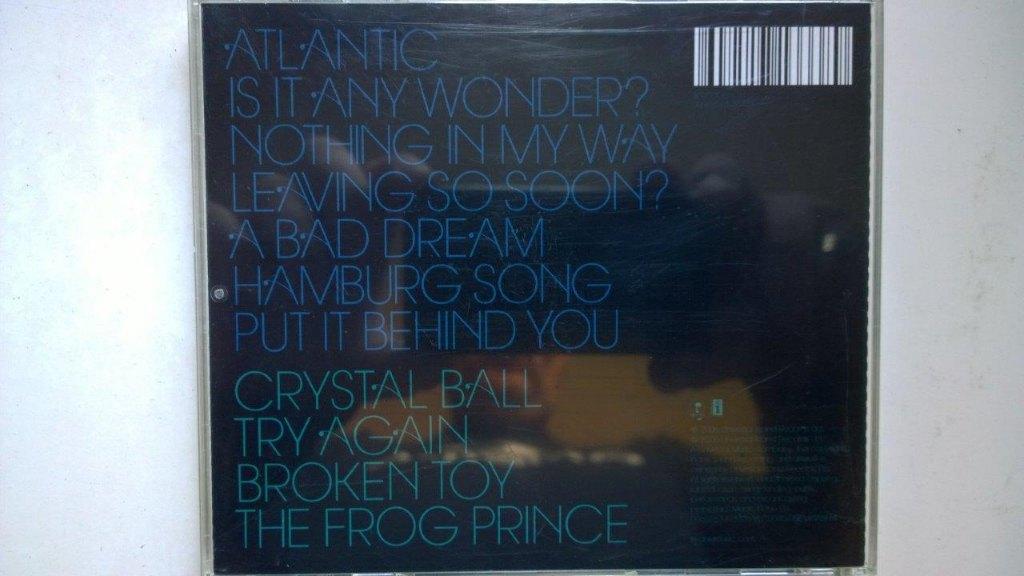 ATLANTIC
IS IT ANY WONDER?
NOTHING IN MY WAY
LEAVING SO SOON?
A BAD DREAM
HAMBURG SONG
PUT IT BEHIND YOU
CRYSTAL BALL
TRY AGAIN
BROKEN TOY
THE FROG PRINCE